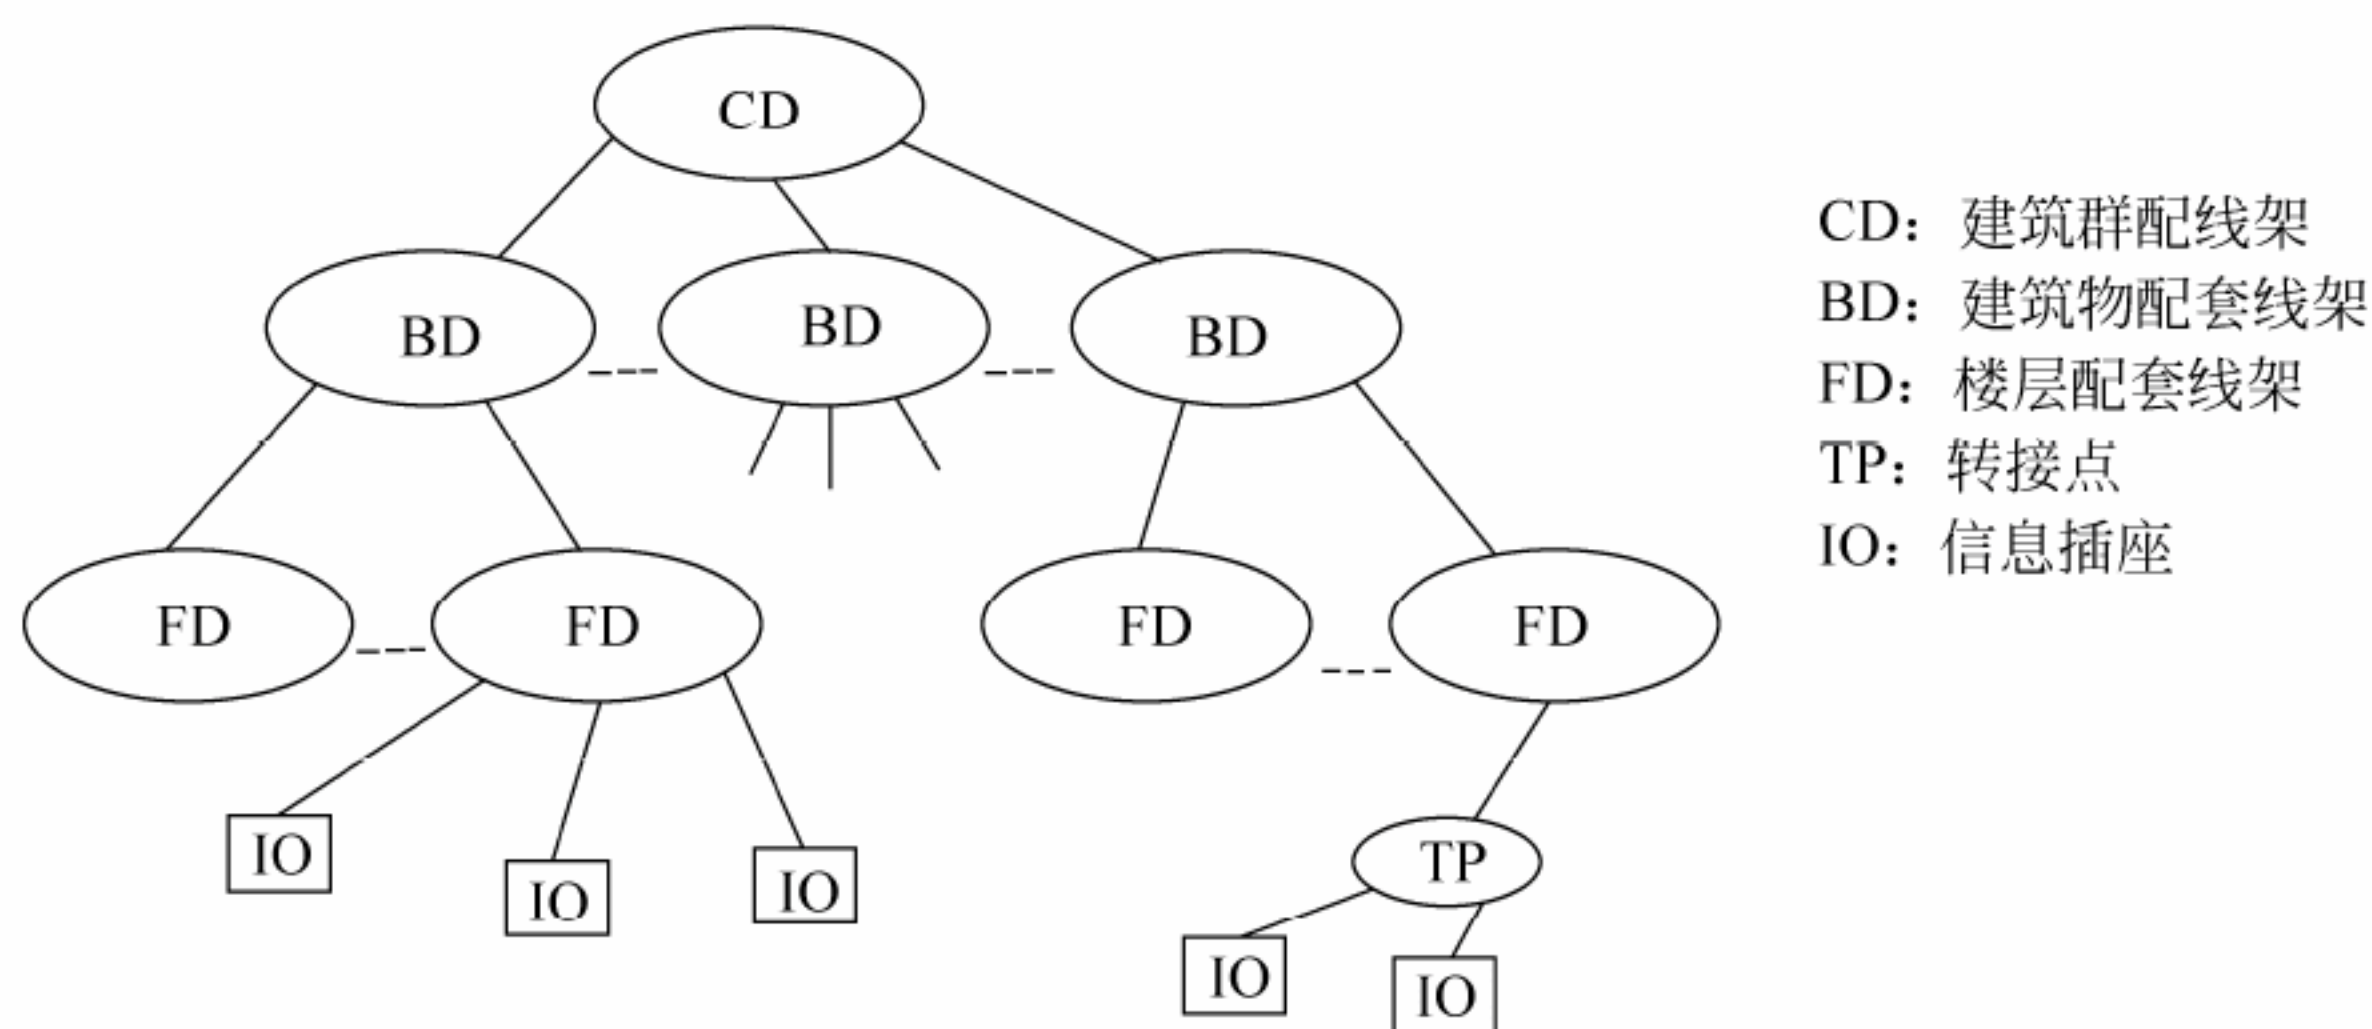 CD
BD
BD
BD
FD
FD
FD
FD
IO
IO
IO
TP
IO
IO
CD：建筑群配线架
BD：建筑物配套线架
FD：楼层配套线架
TP：转接点
IO：信息插座